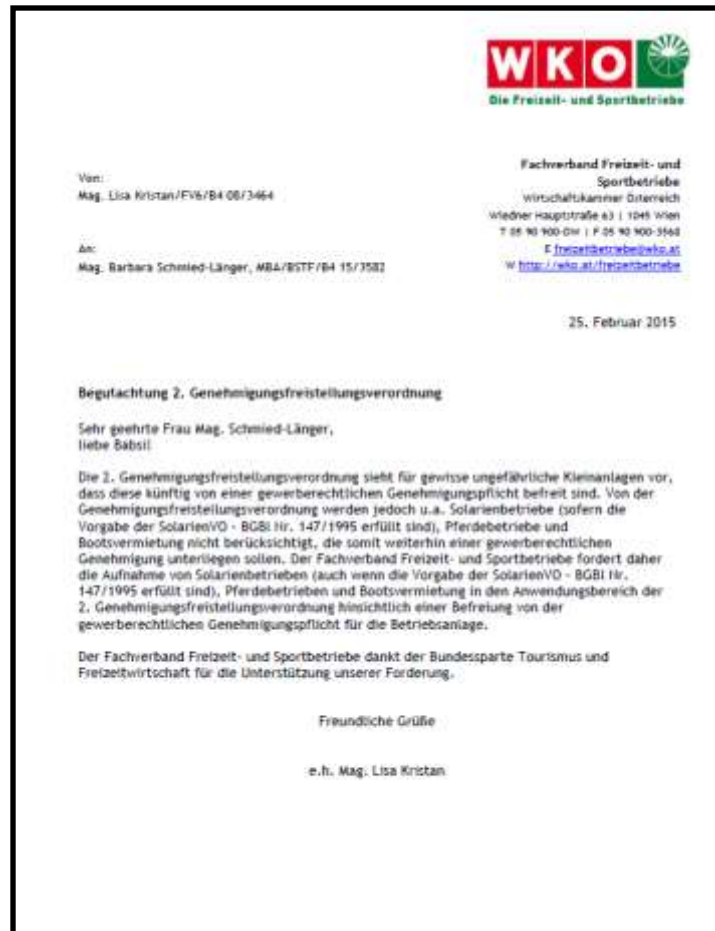 WKO
Die Freizeit- und Sportbetriebe
Von:
Mag. Lisa Kristan/FV6/B4 08/3464
An:
Mag. Barbara Schmied-Länger, MBA/BSTF/B4 15/3582
Fachverband Freizeit- und
Sportbetriebe
Wirtschaftskammer Österreich
Wiedner Hauptstraße 63 | 1045 Wien
T 05 90 900-DW | F 05 90 900-3568
E freizeitbetriebe@wko.at
W http://wko.at/freizeitbetriebe
25. Februar 2015
Begutachtung 2. Genehmigungsfreistellungsverordnung
Sehr geehrte Frau Mag. Schmied-Länger,
liebe Babsi!
Die 2. Genehmigungsfreistellungsverordnung sieht für gewisse ungefährliche Kleinanlagen vor,
dass diese künftig von einer gewerberechtlichen Genehmigungspflicht befreit sind. Von der
Genehmigungsfreistellungsverordnung werden jedoch u.a. Solarienbetriebe (sofern die
Vorgabe der SolarienVO - BGBl Nr. 147/1995 erfüllt sind), Pferdebetriebe und
Bootsvermietung nicht berücksichtigt, die somit weiterhin einer gewerberechtlichen
Genehmigung unterliegen sollen. Der Fachverband Freizeit- und Sportbetriebe fordert daher
die Aufnahme von Solarienbetrieben (auch wenn die Vorgabe der SolarienVO - BGBl Nr.
147/1995 erfüllt sind), Pferdebetrieben und Bootsvermietung in den Anwendungsbereich der
2. Genehmigungsfreistellungsverordnung hinsichtlich einer Befreiung von der
gewerberechtlichen Genehmigungspflicht für die Betriebsanlage.
Der Fachverband Freizeit- und Sportbetriebe dankt der Bundessparte Tourismus und
Freizeitwirtschaft für die Unterstützung unserer Forderung.
Freundliche Grüße
e.h. Mag. Lisa Kristan